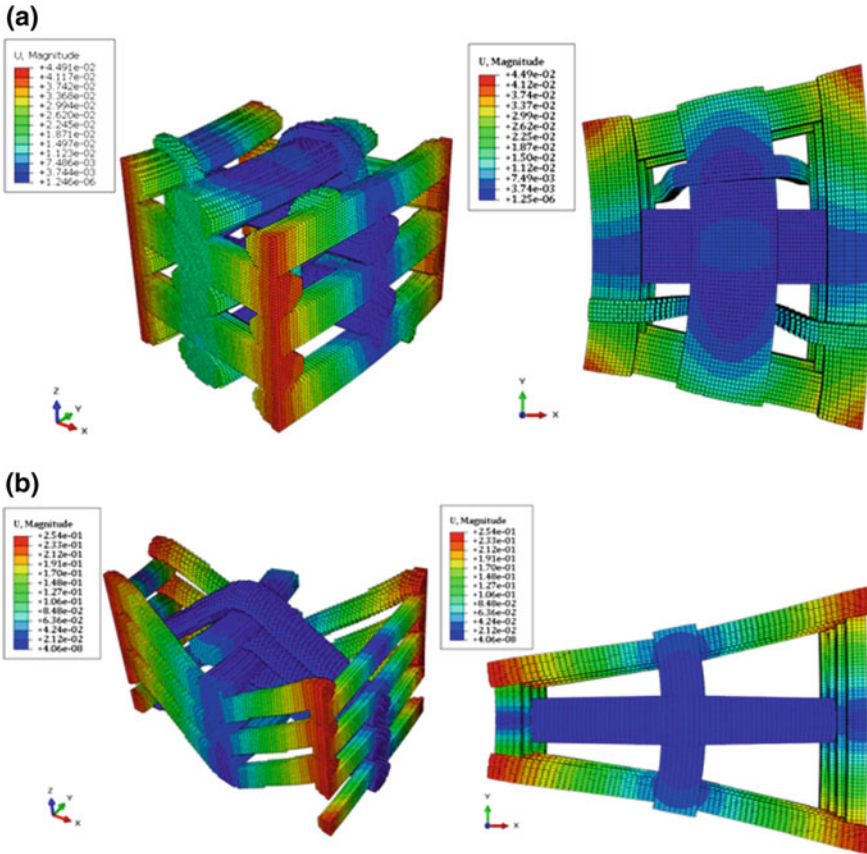 (a)
U, Magnitude
+4.491e-02
+4.117e-02
+3.742e-02
+3.368e-02
+2.994e-02
+2.620e-02
+2.245e-02
+1.871e-02
+1.497e-02
+1.123e-02
+7.486e-03
+3.744e-03
+1.246e-06
Z
Y
X
U, Magnitude
+4.49e-02
+4.12e-02
+3.74e-02
+3.37e-02
+2.99e-02
+2.62e-02
+2.25e-02
+1.87e-02
+1.50e-02
+1.12e-02
+7.49e-03
+3.74e-03
+1.25e-06
Y
X
(b)
U, Magnitude
+2.54e-01
+2.33e-01
+2.12e-01
+1.91e-01
+1.70e-01
+1.48e-01
+1.27e-01
+1.06e-01
+8.48e-02
+6.36e-02
+4.24e-02
+2.12e-02
+4.06e-08
Z
Y
X
U, Magnitude
+2.54e-01
+2.33e-01
+2.12e-01
+1.91e-01
+1.70e-01
+1.48e-01
+1.27e-01
+1.06e-01
+8.48e-02
+6.36e-02
+4.24e-02
+2.12e-02
+4.06e-08
Y
X